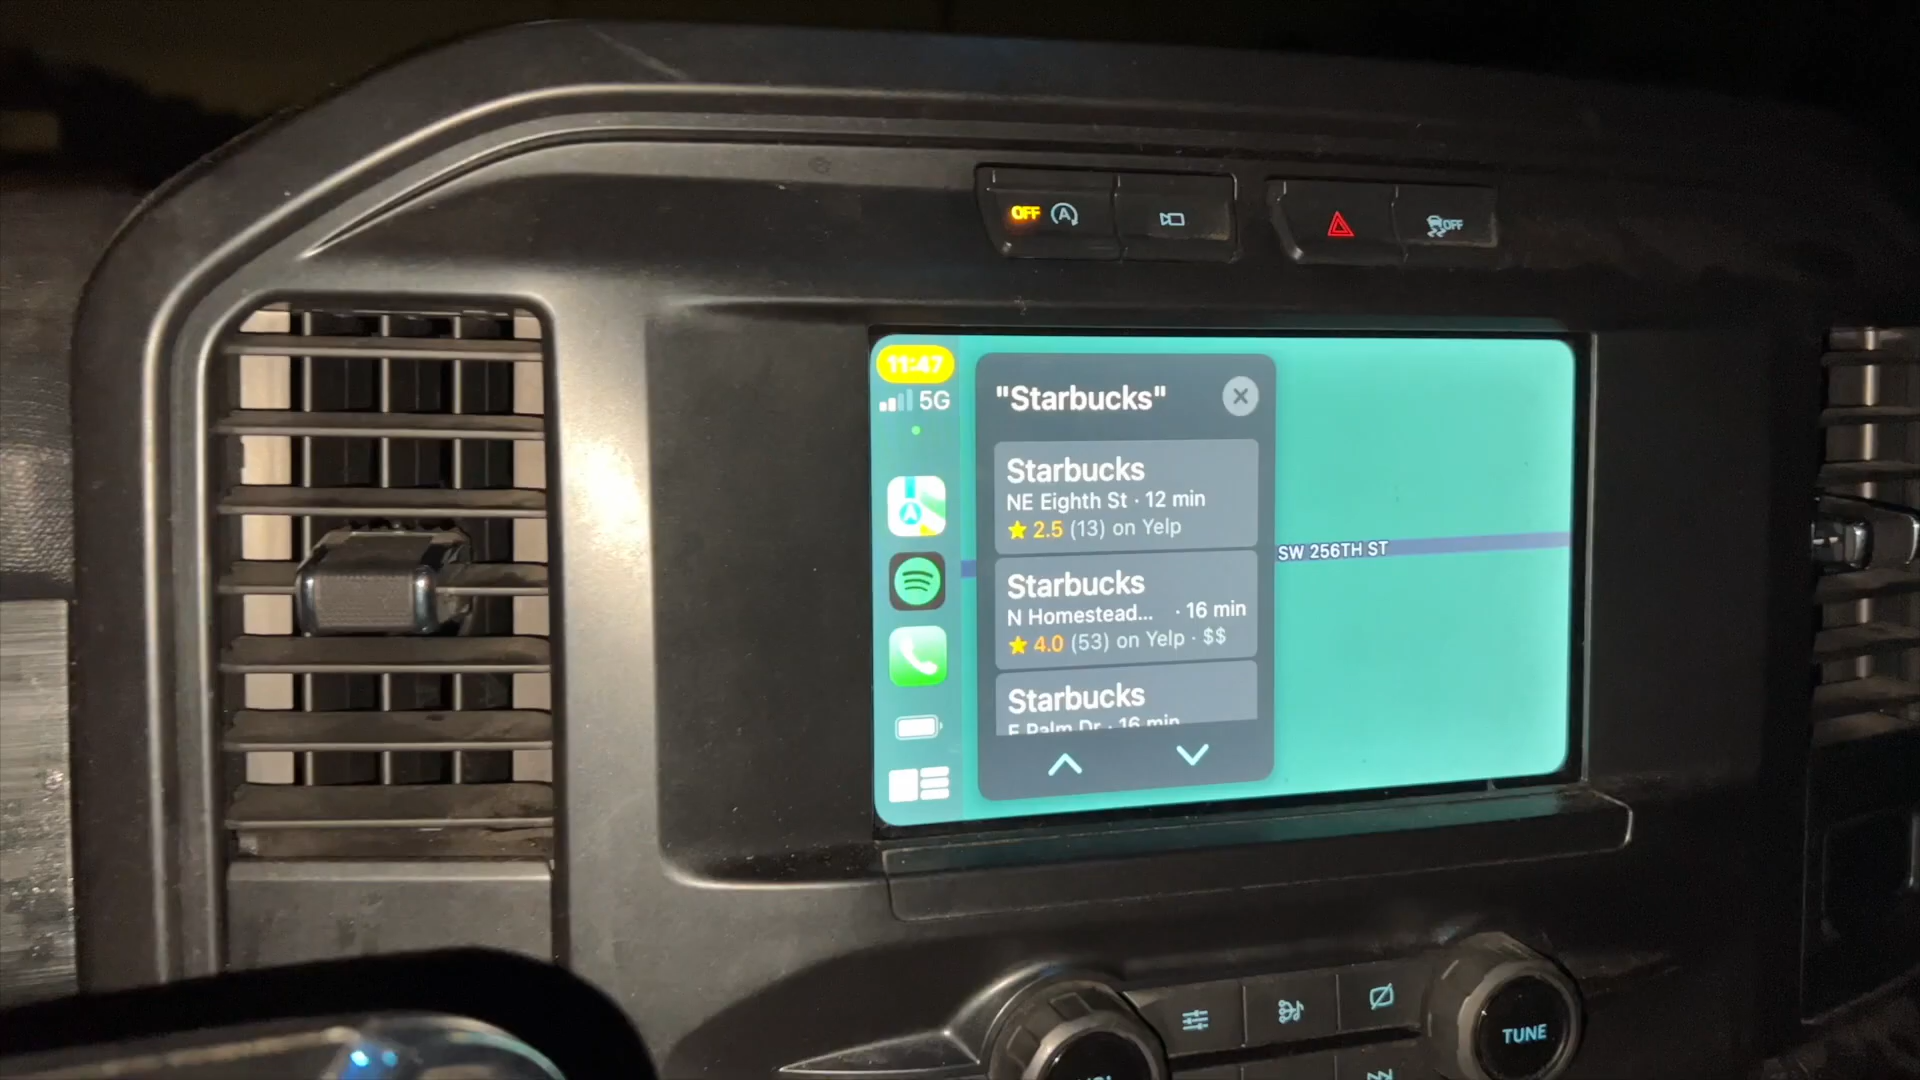 OFF A
OFF
11:47
5G
"Starbucks"
Starbucks
NE Eighth St · 12 min
★ 2.5 (13) on Yelp
Starbucks
N Homestead... · 16 min
★ 4.0 (53) on Yelp · $$
Starbucks
E Palm Dr · 16 min
SW 256TH ST
TUNE